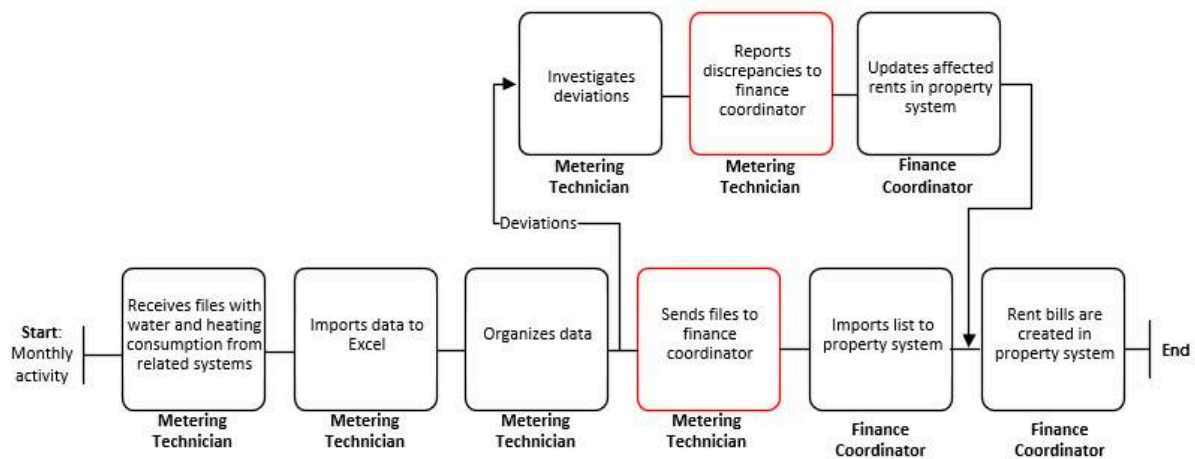 Investigates
deviations
Metering
Technician
Reports
discrepancies to
finance
coordinator
Metering
Technician
Updates affected
rents in property
system
Finance
Coordinator
Deviations
Start:
Monthly
activity
Receives files with
water and heating
consumption from
related systems
Metering
Technician
Imports data to
Excel
Metering
Technician
Organizes data
Metering
Technician
Sends files to
finance
coordinator
Metering
Technician
Imports list to
property system
Finance
Coordinator
Rent bills are
created in
property system
Finance
Coordinator
End